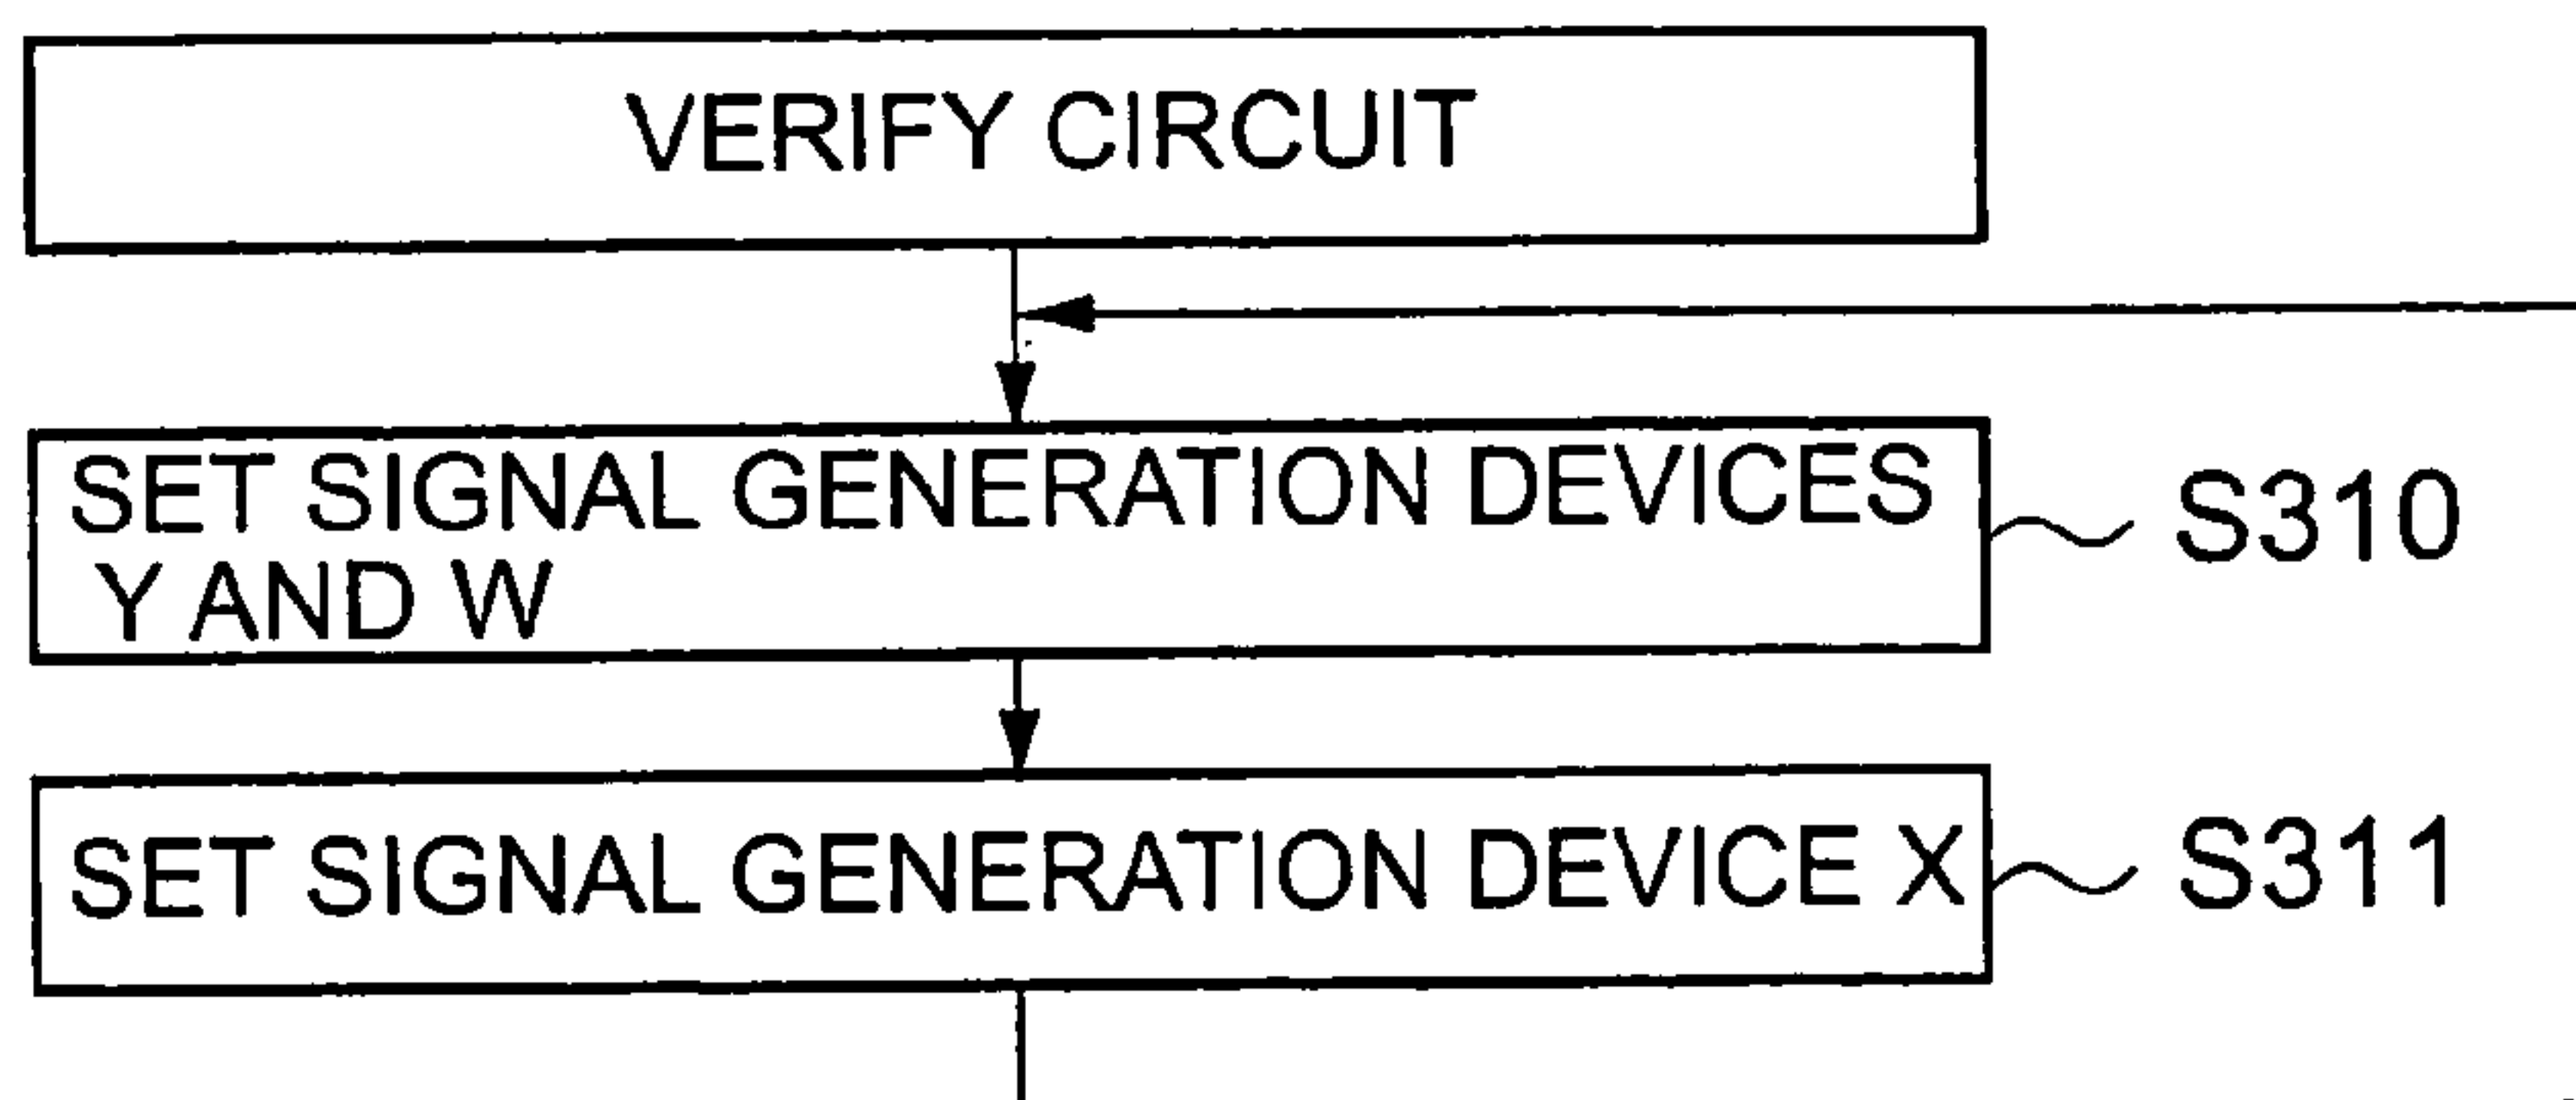 VERIFY CIRCUIT
SET SIGNAL GENERATION DEVICES
Y AND W
S310
SET SIGNAL GENERATION DEVICE X
S311